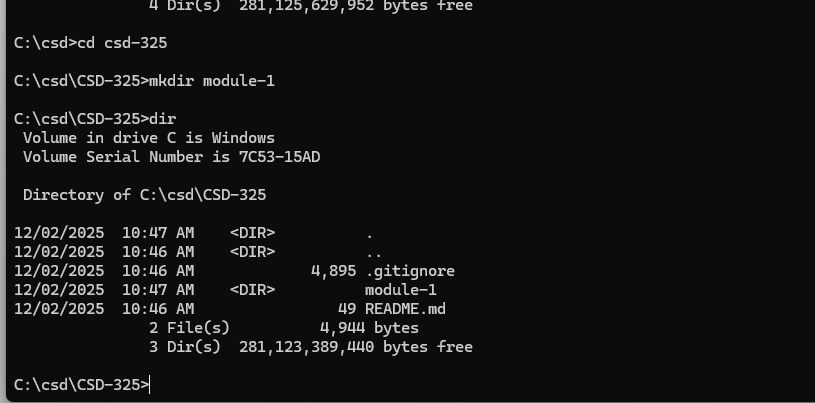 4 Dir(s)  281,125,629,952 bytes free
C:\csd>cd csd-325
C:\csd\CSD-325>mkdir module-1
C:\csd\CSD-325>dir
Volume in drive C is Windows
Volume Serial Number is 7C53-15AD
Directory of C:\csd\CSD-325
12/02/2025  10:47 AM    <DIR>          .
12/02/2025  10:46 AM    <DIR>          ..
12/02/2025  10:46 AM             4,895 .gitignore
12/02/2025  10:47 AM    <DIR>          module-1
12/02/2025  10:46 AM                49 README.md
2 File(s)          4,944 bytes
3 Dir(s)  281,123,389,440 bytes free
C:\csd\CSD-325>